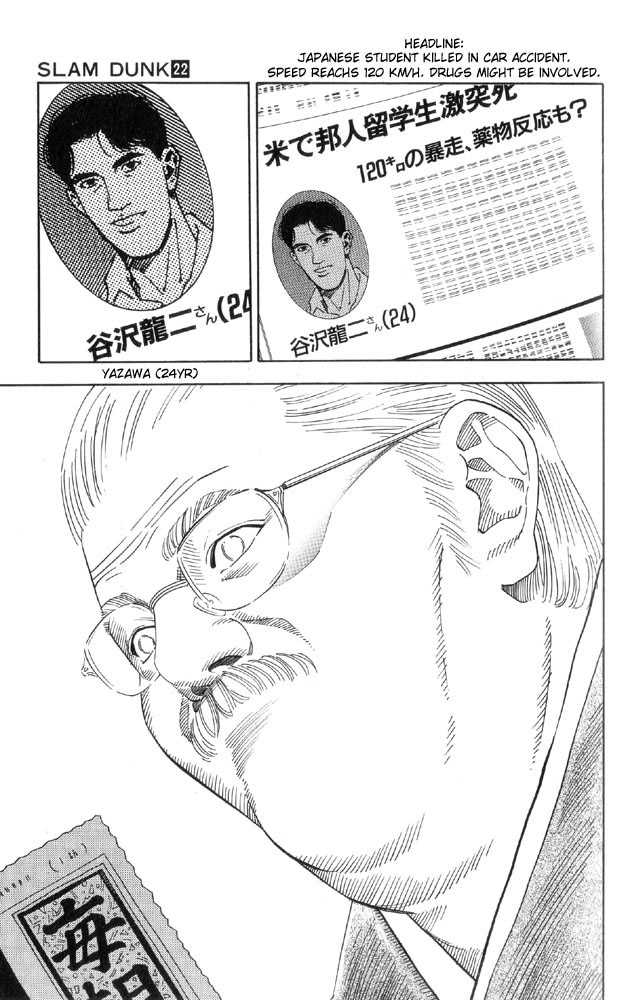 SLAM DUNK 22
HEADLINE:
JAPANESE STUDENT KILLED IN CAR ACCIDENT.
SPEED REACHS 120 KM/H. DRUGS MIGHT BE INVOLVED.
谷沢龍二さん(24
米で邦人留学生激突死
120キロの暴走、薬物反応も?
谷沢龍二さん(24)
YAZAWA (24YR)
毎